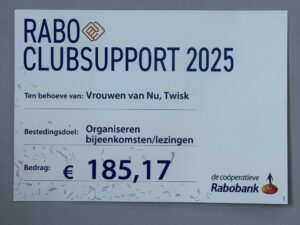 RABO
CLUBSUPPORT 2025
Ten behoeve van: Vrouwen van Nu, Twisk
Bestedingsdoel: Organiseren
bijeenkomsten/lezingen
Bedrag: € 185,17
de coöperatieve
Rabobank